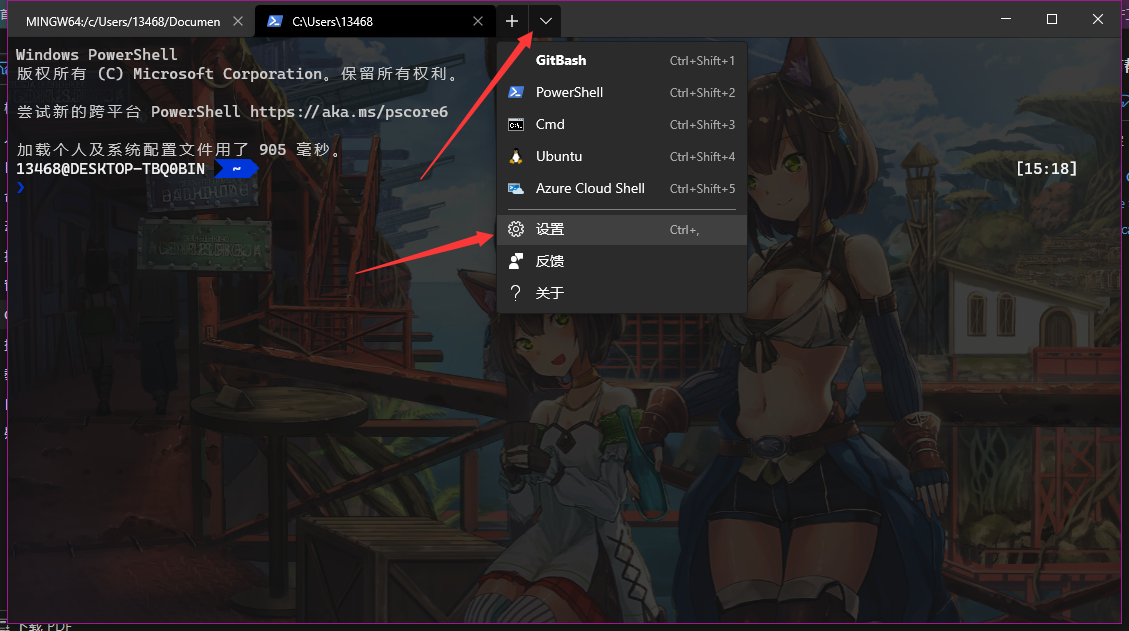 MINGW64:/c/Users/13468/Documen
C:\Users\13468
Windows PowerShell
版权所有 (C) Microsoft Corporation。保留所有权利。
尝试新的跨平台 PowerShell https://aka.ms/pscore6
加载个人及系统配置文件用了 905 毫秒。
13468@DESKTOP-TBQ0BIN ~ [15:18]
❯
GitBash Ctrl+Shift+1
PowerShell Ctrl+Shift+2
Cmd Ctrl+Shift+3
Ubuntu Ctrl+Shift+4
Azure Cloud Shell Ctrl+Shift+5
设置 Ctrl+,
反馈
关于
下载 PDF